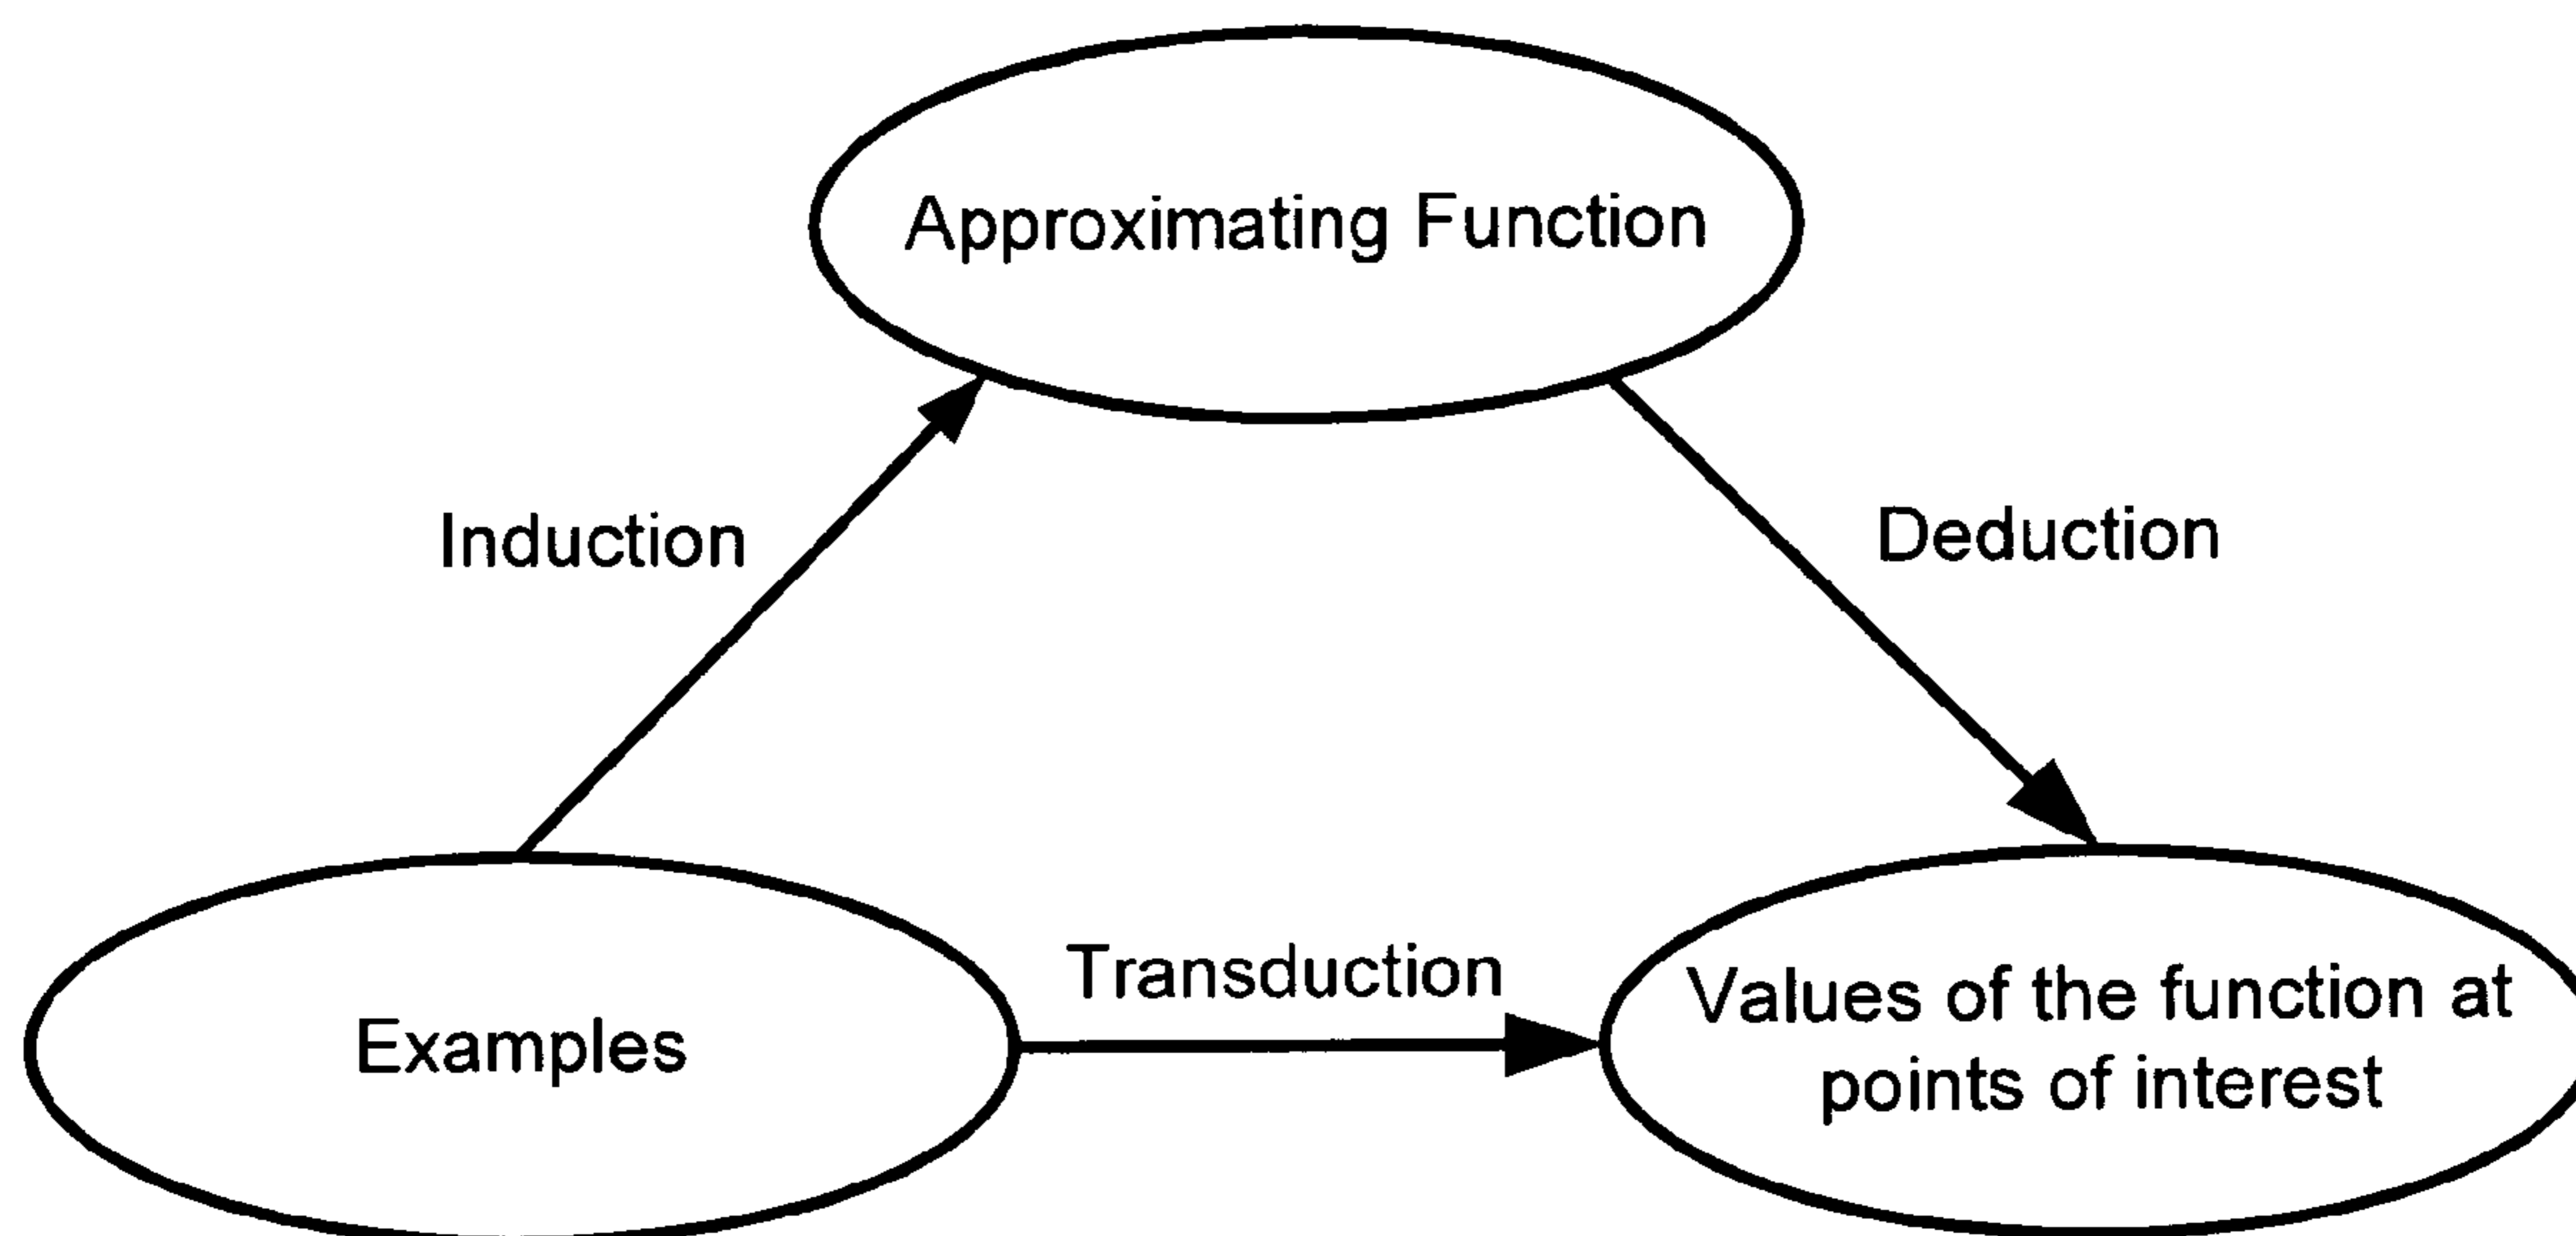 Approximating Function
Induction
Deduction
Transduction
Examples
Values of the function at
points of interest